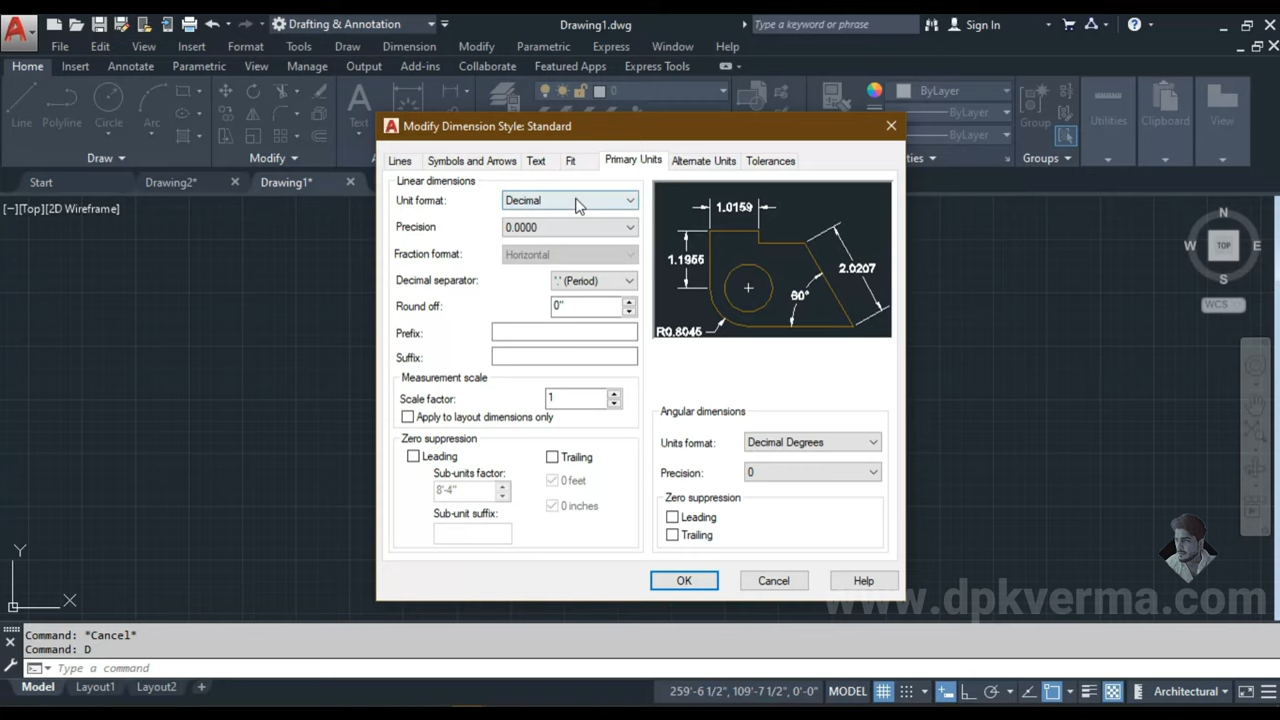 Drafting & Annotation
Drawing1.dwg
Type a keyword or phrase
Sign In
File Edit View Insert Format Tools Draw Dimension Modify Parametric Express Window Help
Home Insert Annotate Parametric View Manage Output Add-ins Collaborate Featured Apps Express Tools
Line Polyline Circle Arc Text 0 ByLayer Group Utilities Clipboard View
ByLayer
ByLayer
Draw Modify Groups
Start Drawing2* Drawing1*
[−][Top][2D Wireframe]
Modify Dimension Style: Standard
Lines Symbols and Arrows Text Fit Primary Units Alternate Units Tolerances
Linear dimensions
Unit format: Decimal
Precision 0.0000
Fraction format: Horizontal
Decimal separator: '.' (Period)
Round off: 0"
Prefix:
Suffix:
Measurement scale
Scale factor: 1
Apply to layout dimensions only
Zero suppression
Leading Trailing
Sub-units factor: 0 feet
8'-4"
Sub-unit suffix: 0 inches
1.0159
1.1955
2.0207
60°
R0.8045
Angular dimensions
Units format: Decimal Degrees
Precision: 0
Zero suppression
Leading
Trailing
OK Cancel Help
N
W TOP E
S
WCS
Y
X
www.dpkverma.com
Command: *Cancel*
Command: D
Type a command
Model Layout1 Layout2 +
259'-6 1/2", 109'-7 1/2", 0'-0" MODEL Architectural